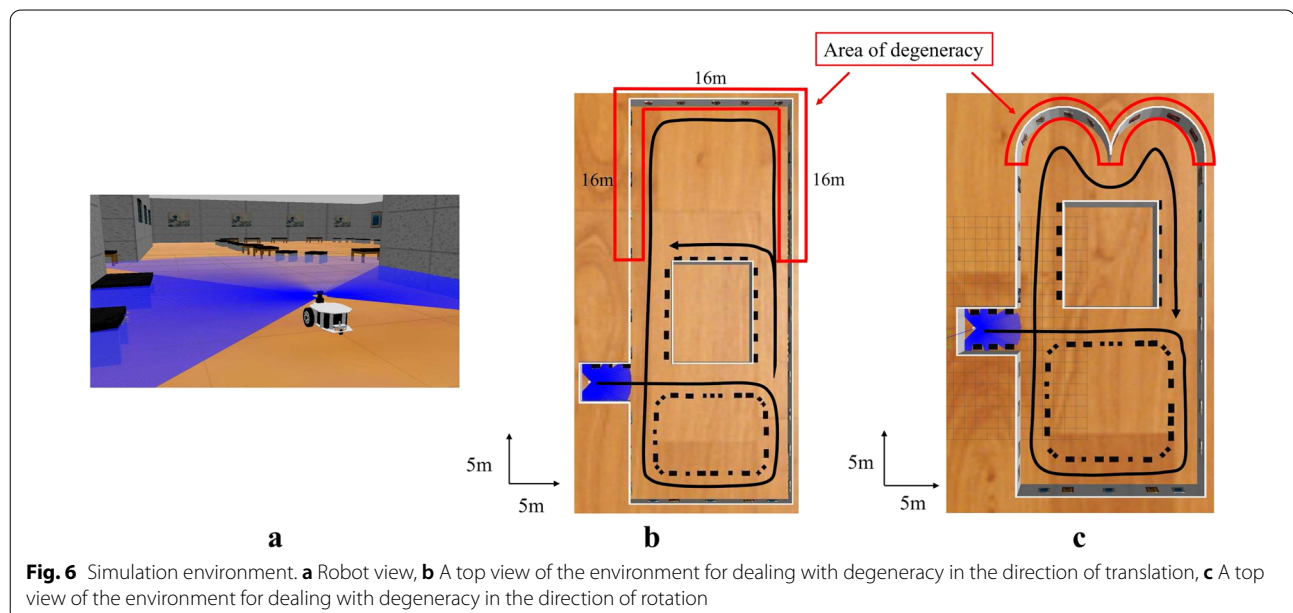 Area of degeneracy
16m
16m
16m
5m
5m
5m
5m
a
b
c
Fig. 6 Simulation environment. a Robot view, b A top view of the environment for dealing with degeneracy in the direction of translation, c A top
view of the environment for dealing with degeneracy in the direction of rotation